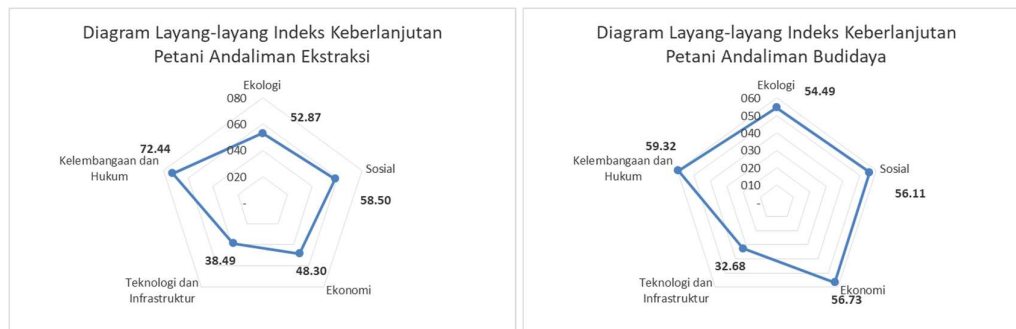 Diagram Layang-layang Indeks Keberlanjutan
Petani Andaliman Ekstraksi
Ekologi
080
52.87
060
72.44
040
Kelembangaan dan
Hukum
Sosial
020
58.50
-
38.49
48.30
Teknologi dan
Infrastruktur
Ekonomi
Diagram Layang-layang Indeks Keberlanjutan
Petani Andaliman Budidaya
Ekologi
54.49
060
050
59.32
040
Kelembangaan dan
Hukum
030
Sosial
020
56.11
010
-
32.68
Teknologi dan
Infrastruktur
Ekonomi
56.73